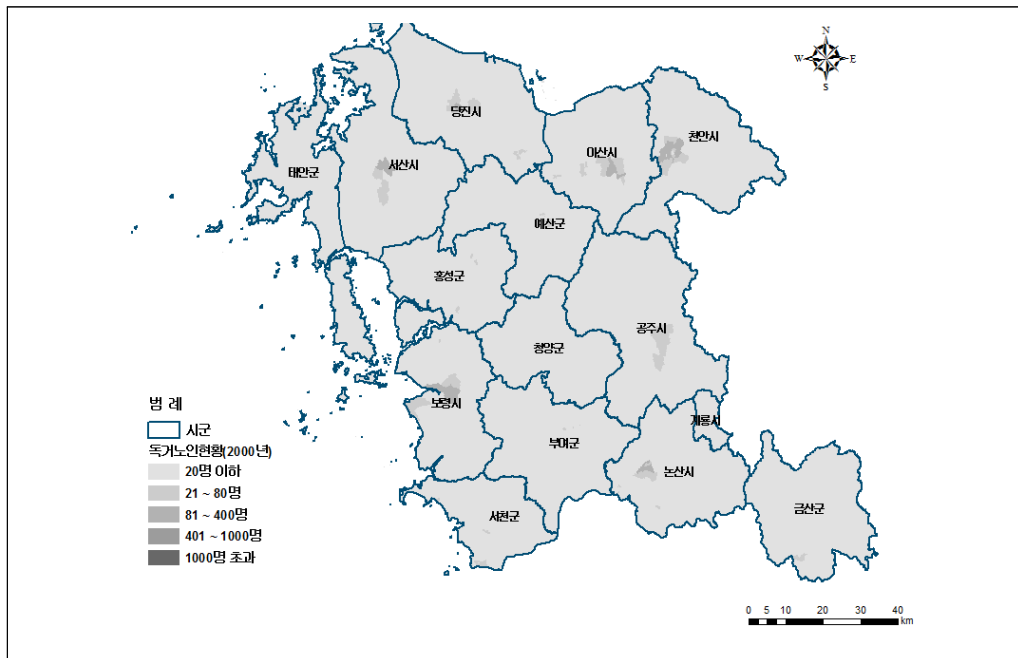 N
W E
S
당진시
아산시
천안시
서산시
태안군
예산군
홍성군
공주시
청양군
보령시
계룡시
부여군
논산시
서천군
금산군
범 례
시군
독거노인현황(2000년)
20명 이하
21 ~ 80명
81 ~ 400명
401 ~ 1000명
1000명 초과
0 5 10 20 30 40
km